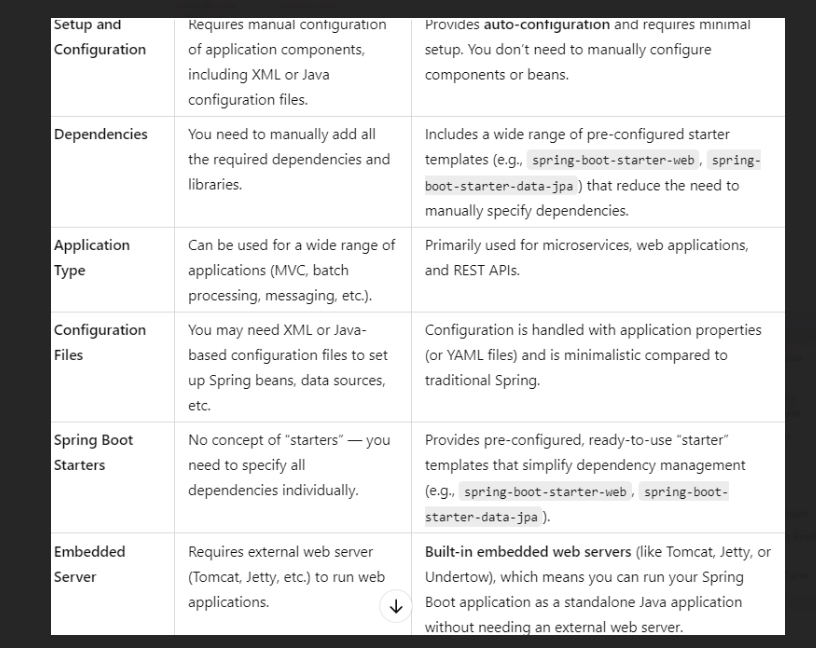 Setup and
Configuration
Requires manual configuration
of application components,
including XML or Java
configuration files.
Provides auto-configuration and requires minimal
setup. You don't need to manually configure
components or beans.
Dependencies
You need to manually add all
the required dependencies and
libraries.
Includes a wide range of pre-configured starter
templates (e.g., spring-boot-starter-web, spring-
boot-starter-data-jpa) that reduce the need to
manually specify dependencies.
Application
Type
Can be used for a wide range of
applications (MVC, batch
processing, messaging, etc.).
Primarily used for microservices, web applications,
and REST APIs.
Configuration
Files
You may need XML or Java-
based configuration files to set
up Spring beans, data sources,
etc.
Configuration is handled with application properties
(or YAML files) and is minimalistic compared to
traditional Spring.
Spring Boot
Starters
No concept of "starters" — you
need to specify all
dependencies individually.
Provides pre-configured, ready-to-use "starter"
templates that simplify dependency management
(e.g., spring-boot-starter-web, spring-boot-
starter-data-jpa).
Embedded
Server
Requires external web server
(Tomcat, Jetty, etc.) to run web
applications.
Built-in embedded web servers (like Tomcat, Jetty, or
Undertow), which means you can run your Spring
Boot application as a standalone Java application
without needing an external web server.